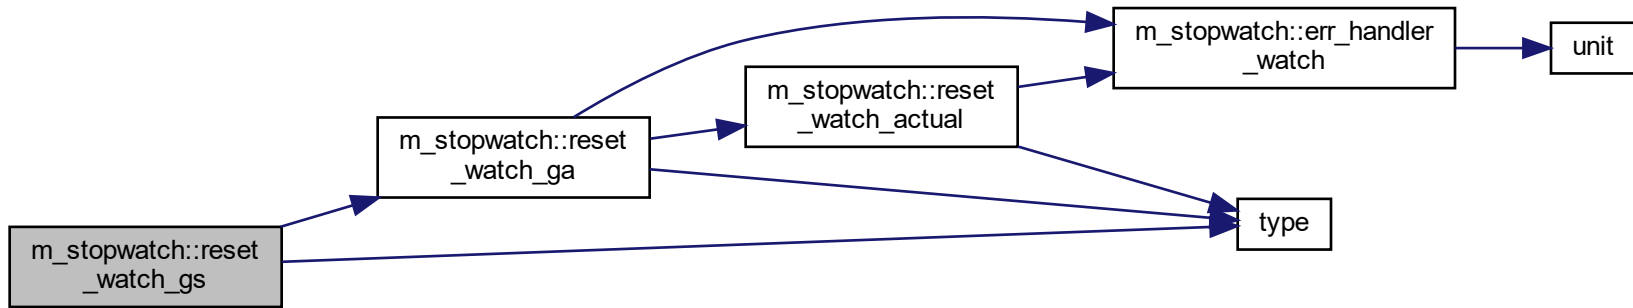 m_stopwatch::err_handler
_watch
unit
m_stopwatch::reset
_watch_actual
m_stopwatch::reset
_watch_ga
type
m_stopwatch::reset
_watch_gs